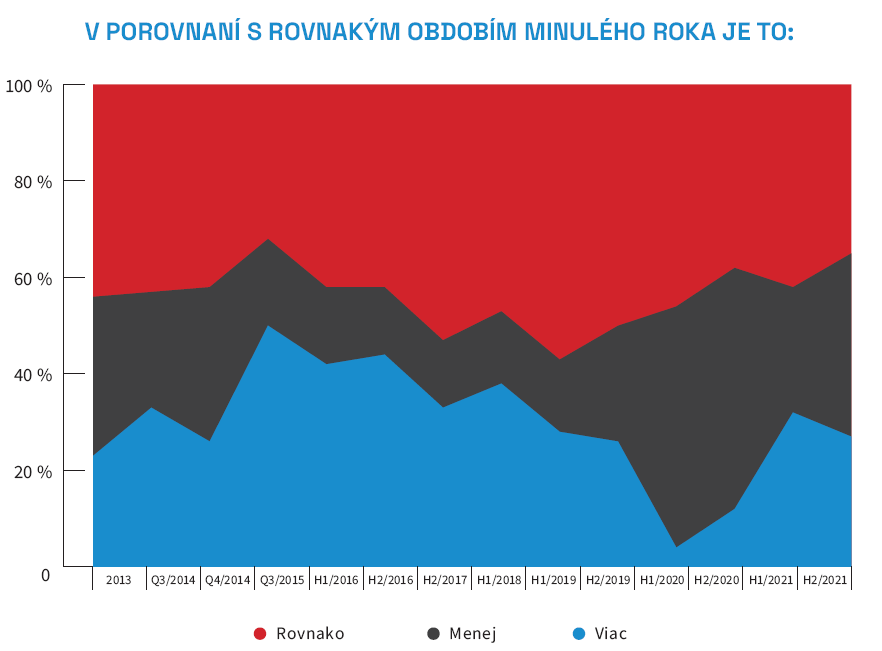 V POROVNANÍ S ROVNAKÝM OBDOBÍM MINULÉHO ROKA JE TO:
100 %
80 %
60 %
40 %
20 %
0
2013 Q3/2014 Q4/2014 Q3/2015 H1/2016 H2/2016 H2/2017 H1/2018 H1/2019 H2/2019 H1/2020 H2/2020 H1/2021 H2/2021
Rovnako Menej Viac